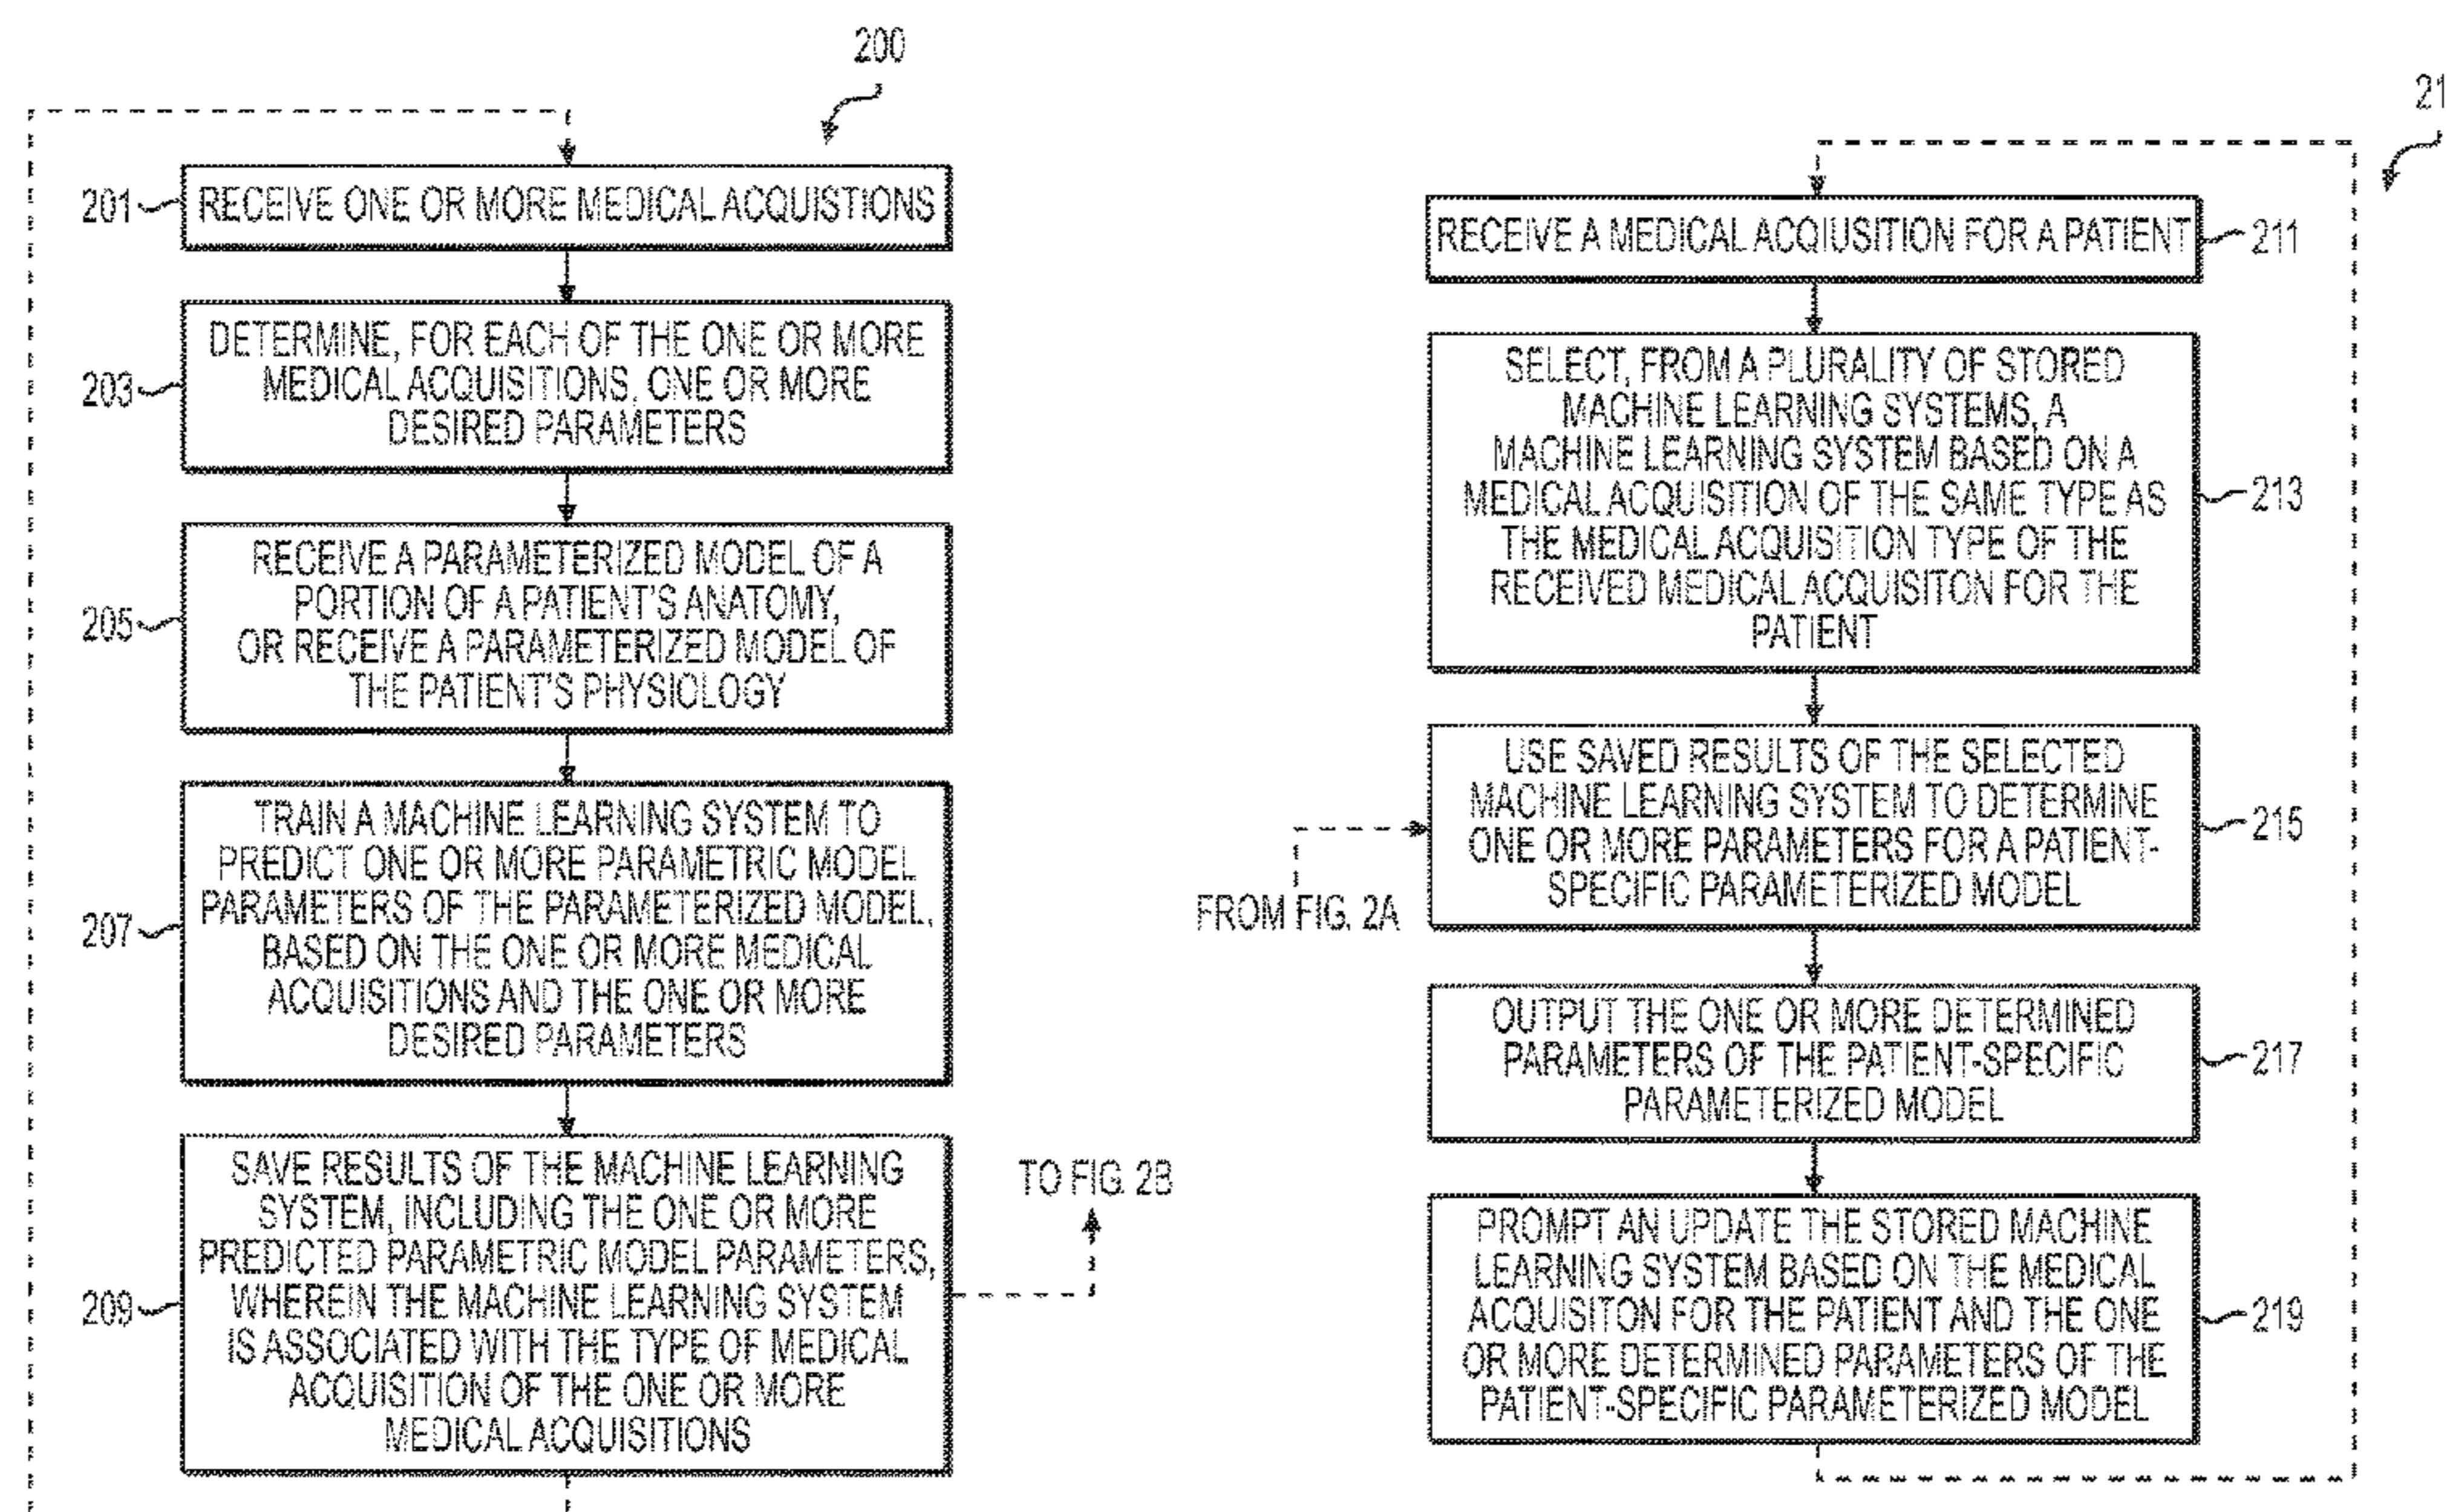 200
201
RECEIVE ONE OR MORE MEDICAL ACQUISTIONS
203
DETERMINE, FOR EACH OF THE ONE OR MORE
MEDICAL ACQUISITIONS, ONE OR MORE
DESIRED PARAMETERS
205
RECEIVE A PARAMETERIZED MODEL OF A
PORTION OF A PATIENT'S ANATOMY,
OR RECEIVE A PARAMETERIZED MODEL OF
THE PATIENT'S PHYSIOLOGY
207
TRAIN A MACHINE LEARNING SYSTEM TO
PREDICT ONE OR MORE PARAMETRIC MODEL
PARAMETERS OF THE PARAMETERIZED MODEL,
BASED ON THE ONE OR MORE MEDICAL
ACQUISITIONS AND THE ONE OR MORE
DESIRED PARAMETERS
209
SAVE RESULTS OF THE MACHINE LEARNING
SYSTEM, INCLUDING THE ONE OR MORE
PREDICTED PARAMETRIC MODEL PARAMETERS,
WHEREIN THE MACHINE LEARNING SYSTEM
IS ASSOCIATED WITH THE TYPE OF MEDICAL
ACQUISITION OF THE ONE OR MORE
MEDICAL ACQUISITIONS
TO FIG. 2B
21
RECEIVE A MEDICAL ACQIUSITION FOR A PATIENT
211
SELECT, FROM A PLURALITY OF STORED
MACHINE LEARNING SYSTEMS, A
MACHINE LEARNING SYSTEM BASED ON A
MEDICAL ACQUISITION OF THE SAME TYPE AS
THE MEDICAL ACQUISITION TYPE OF THE
RECEIVED MEDICAL ACQUISITON FOR THE
PATIENT
213
USE SAVED RESULTS OF THE SELECTED
MACHINE LEARNING SYSTEM TO DETERMINE
ONE OR MORE PARAMETERS FOR A PATIENT-
SPECIFIC PARAMETERIZED MODEL
215
FROM FIG. 2A
OUTPUT THE ONE OR MORE DETERMINED
PARAMETERS OF THE PATIENT-SPECIFIC
PARAMETERIZED MODEL
217
PROMPT AN UPDATE THE STORED MACHINE
LEARNING SYSTEM BASED ON THE MEDICAL
ACQUISITON FOR THE PATIENT AND THE ONE
OR MORE DETERMINED PARAMETERS OF THE
PATIENT-SPECIFIC PARAMETERIZED MODEL
219